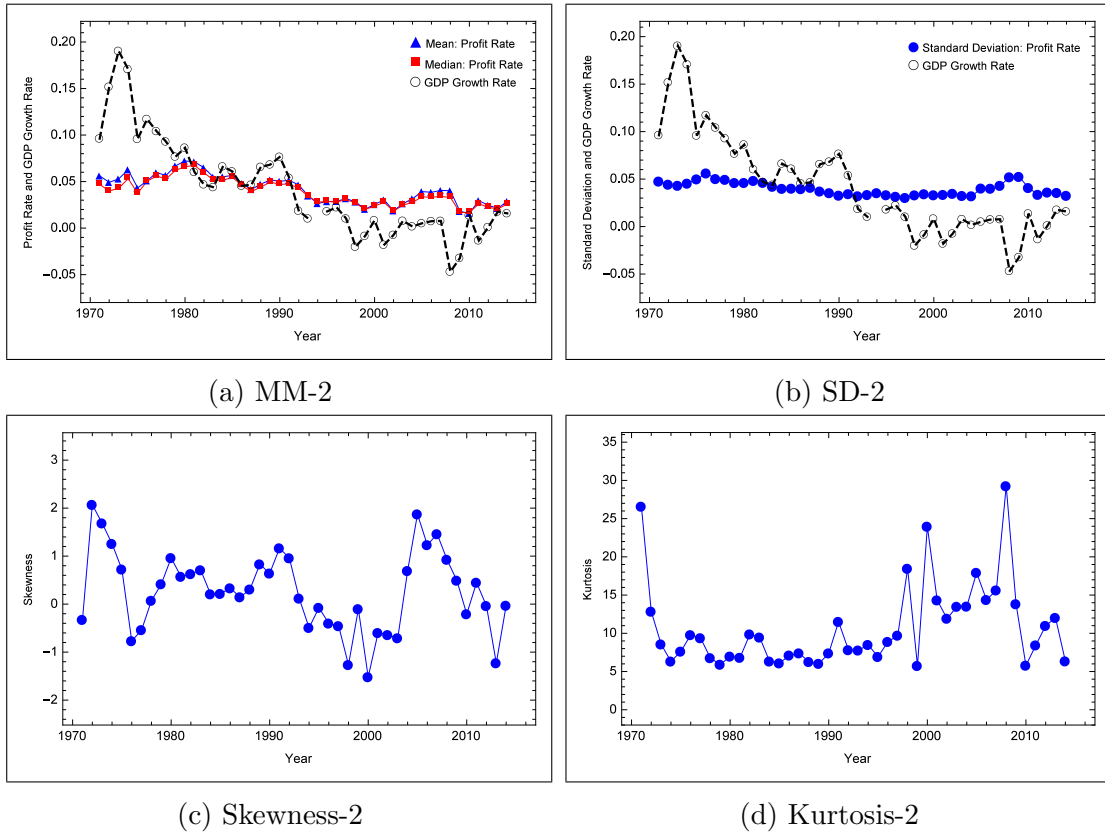 Mean: Profit Rate
Median: Profit Rate
GDP Growth Rate
Profit Rate and GDP Growth Rate
0.20
0.15
0.10
0.05
0.00
−0.05
1970 1980 1990 2000 2010
Year
(a) MM-2
Standard Deviation: Profit Rate
GDP Growth Rate
Standard Deviation and GDP Growth Rate
0.20
0.15
0.10
0.05
0.00
−0.05
1970 1980 1990 2000 2010
Year
(b) SD-2
Skewness
3
2
1
0
−1
−2
1970 1980 1990 2000 2010
Year
(c) Skewness-2
Kurtosis
35
30
25
20
15
10
5
0
1970 1980 1990 2000 2010
Year
(d) Kurtosis-2